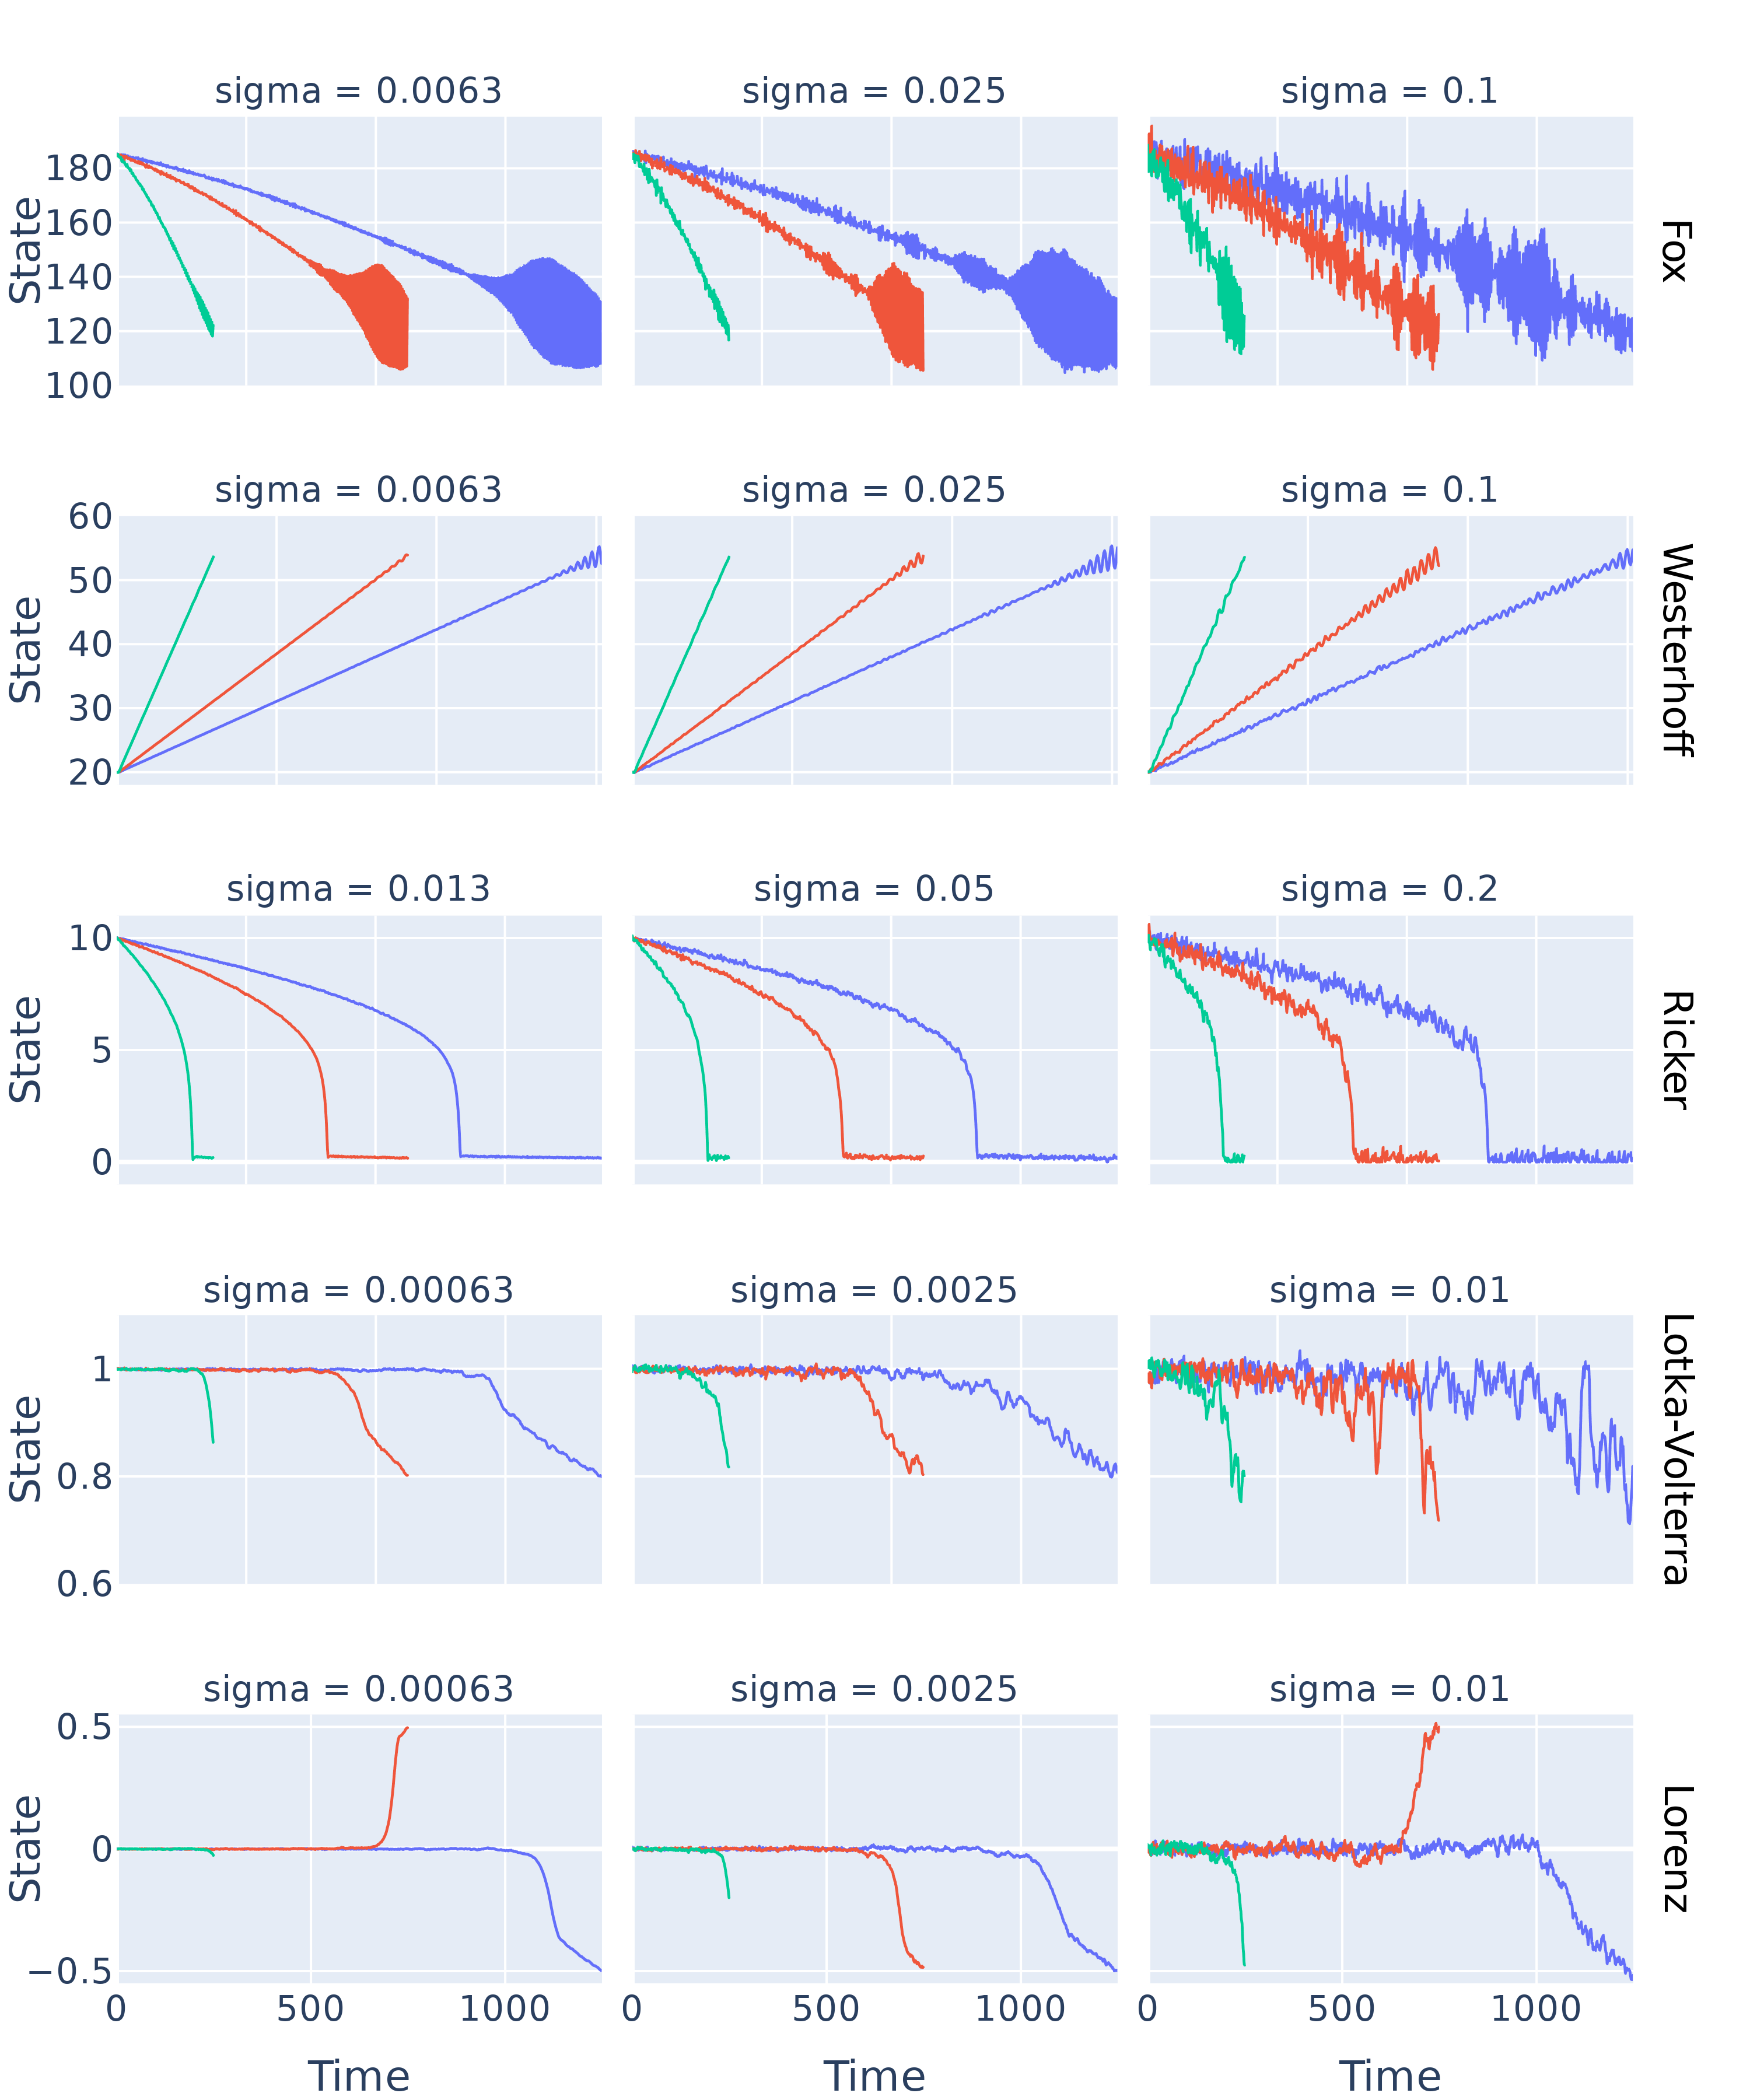 sigma = 0.0063 sigma = 0.025 sigma = 0.1
180
160
140
120
100
State
Fox
sigma = 0.0063 sigma = 0.025 sigma = 0.1
60
50
40
30
20
State
Westerhoff
sigma = 0.013 sigma = 0.05 sigma = 0.2
10
5
0
State
Ricker
sigma = 0.00063 sigma = 0.0025 sigma = 0.01
1
0.8
0.6
State
Lotka-Volterra
sigma = 0.00063 sigma = 0.0025 sigma = 0.01
0.5
0
−0.5
State
Lorenz
0 500 1000 0 500 1000 0 500 1000
Time Time Time